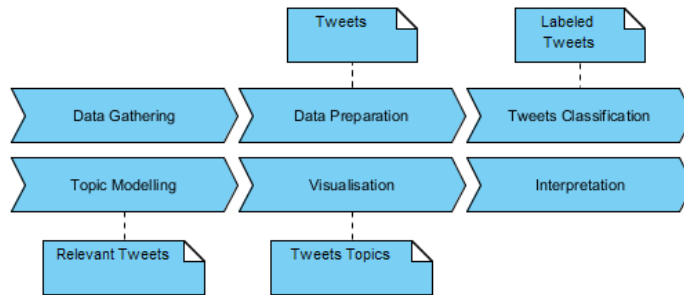 Tweets
Labeled
Tweets
Data Gathering
Data Preparation
Tweets Classification
Topic Modelling
Visualisation
Interpretation
Relevant Tweets
Tweets Topics